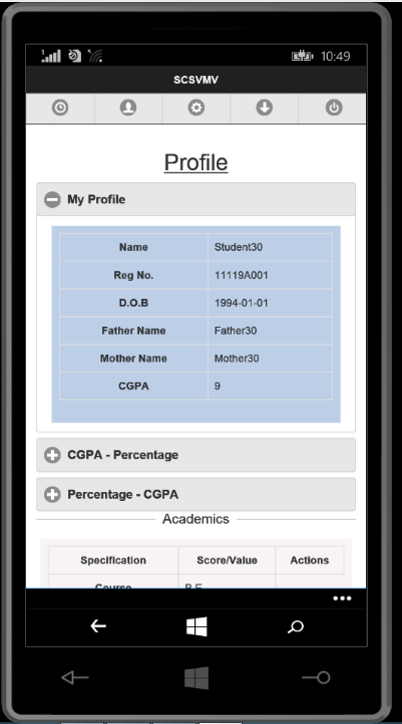 10:49
SCSVMV
Profile
My Profile
Name Student30
Reg No. 11119A001
D.O.B 1994-01-01
Father Name Father30
Mother Name Mother30
CGPA 9
CGPA - Percentage
Percentage - CGPA
Academics
Specification Score/Value Actions
Course B.E